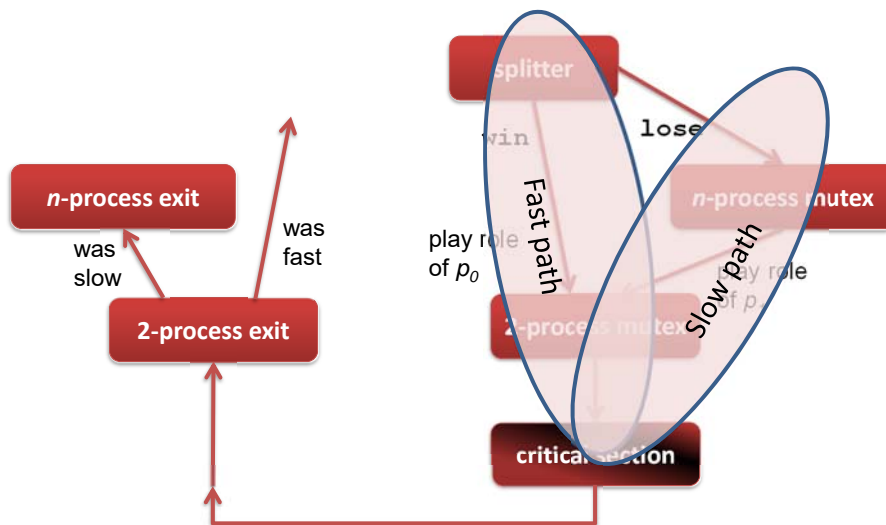 splitter
win
lose
n-process exit
n-process mutex
was
slow
was
fast
play role
of p0
Fast path
Slow path
play role
of p
2-process exit
2-process mutex
critical section